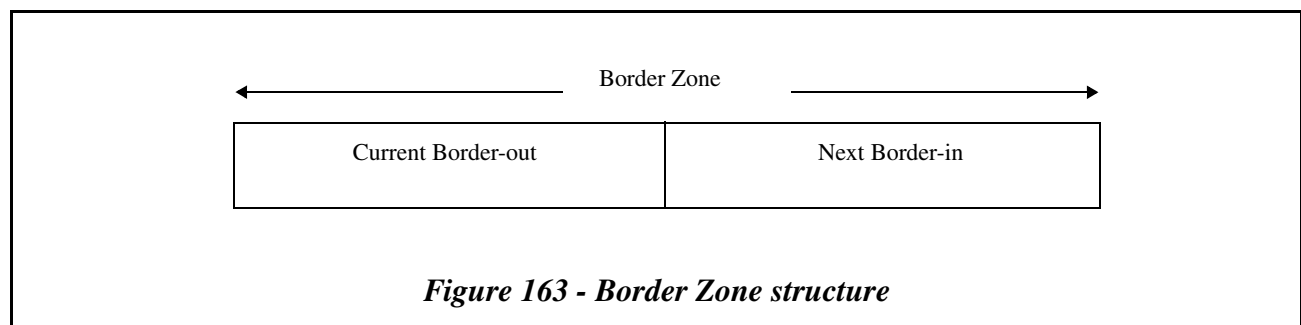 Border Zone
Current Border-out Next Border-in
Figure 163 - Border Zone structure